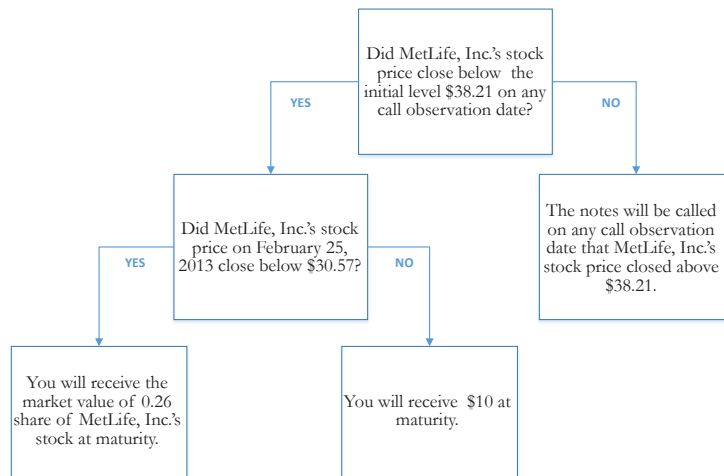 Did MetLife, Inc.'s stock
price close below the
initial level $38.21 on any
call observation date?
YES
NO
Did MetLife, Inc.'s stock
price on February 25,
2013 close below $30.57?
The notes will be called
on any call observation
date that MetLife, Inc.'s
stock price closed above
$38.21.
YES
NO
You will receive the
market value of 0.26
share of MetLife, Inc.'s
stock at maturity.
You will receive $10 at
maturity.